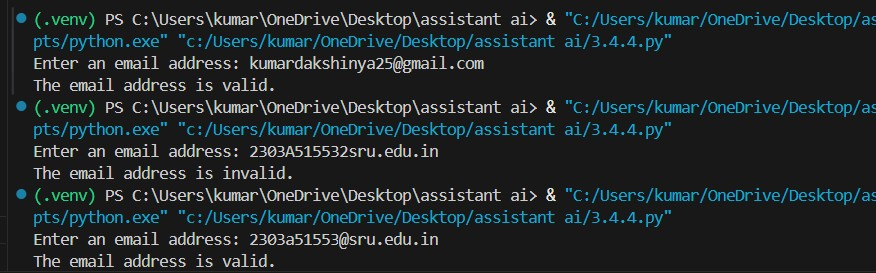 (.venv) PS C:\Users\kumar\OneDrive\Desktop\assistant ai> & "C:/Users/kumar/OneDrive/Desktop/as
pts/python.exe" "c:/Users/kumar/OneDrive/Desktop/assistant ai/3.4.4.py"
Enter an email address: kumardakshinya25@gmail.com
The email address is valid.
(.venv) PS C:\Users\kumar\OneDrive\Desktop\assistant ai> & "C:/Users/kumar/OneDrive/Desktop/as
pts/python.exe" "c:/Users/kumar/OneDrive/Desktop/assistant ai/3.4.4.py"
Enter an email address: 2303A515532sru.edu.in
The email address is invalid.
(.venv) PS C:\Users\kumar\OneDrive\Desktop\assistant ai> & "C:/Users/kumar/OneDrive/Desktop/as
pts/python.exe" "c:/Users/kumar/OneDrive/Desktop/assistant ai/3.4.4.py"
Enter an email address: 2303a51553@sru.edu.in
The email address is valid.